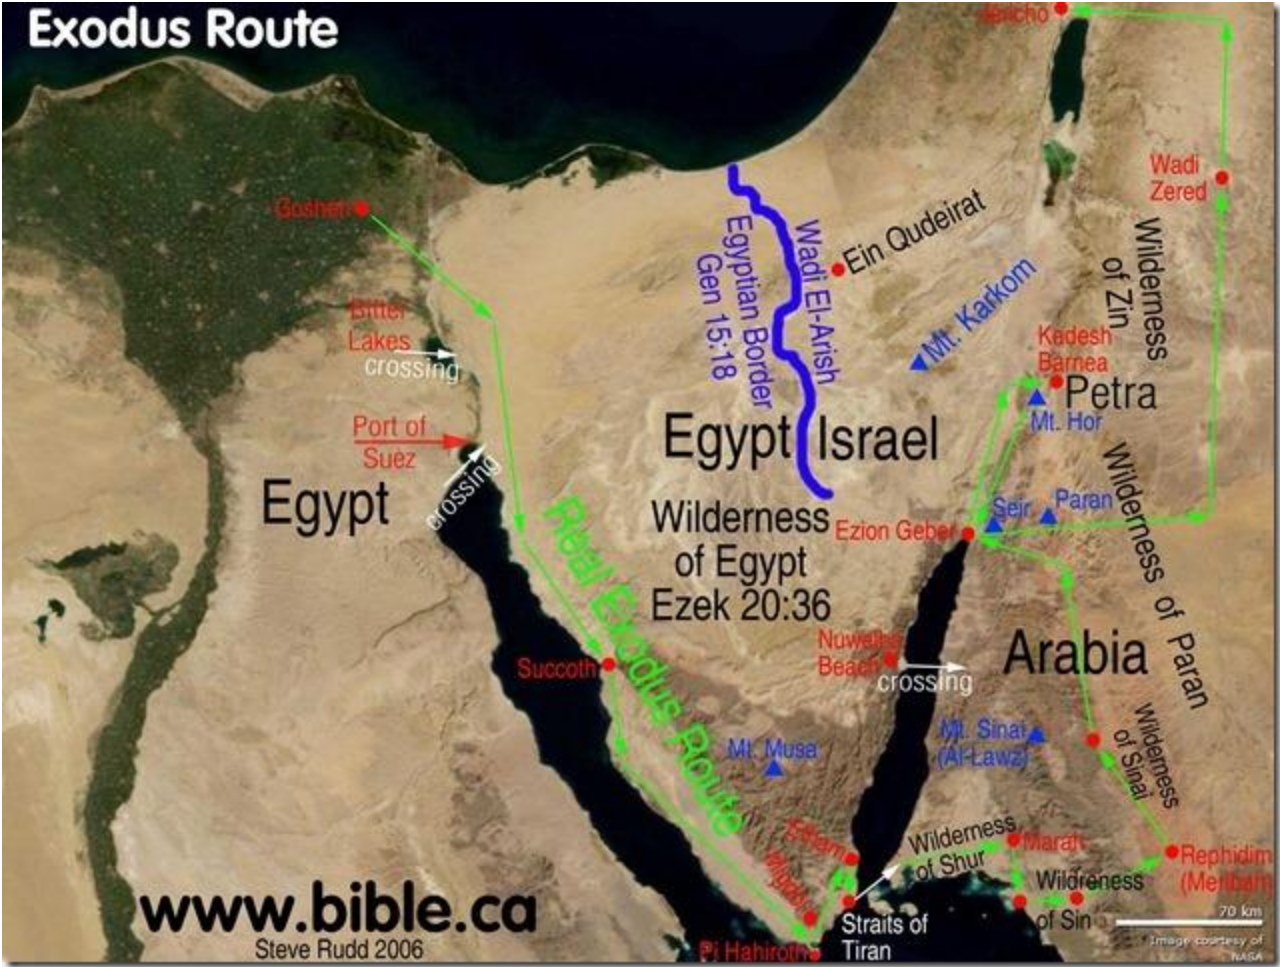 Exodus Route
Jericho
Wadi
Zered
Goshen
Ein Qudeirat
Wadi El-Arish
Egyptian Border
Gen 15:18
Wilderness
of Zin
Mt. Karkom
Bitter
Lakes
crossing
Kedesh
Barnea
Petra
Mt. Hor
Port of
Suez
crossing
Egypt
Egypt
Israel
Wilderness
of Egypt
Ezek 20:36
Ezion Geber
Seir
Paran
Wilderness of Paran
Real Exodus Route
Succoth
Nuweiba
Beach
crossing
Arabia
Mt. Musa
Mt. Sinai
(Al-Lawz)
Wilderness
of Sinai
Etham
Migdol
Wilderness
of Shur
Marah
Rephidim
(Meribah)
Wildreness
of Sin
Straits of
Tiran
Pi Hahiroth
70 km
Image courtesy of
NASA
www.bible.ca
Steve Rudd 2006